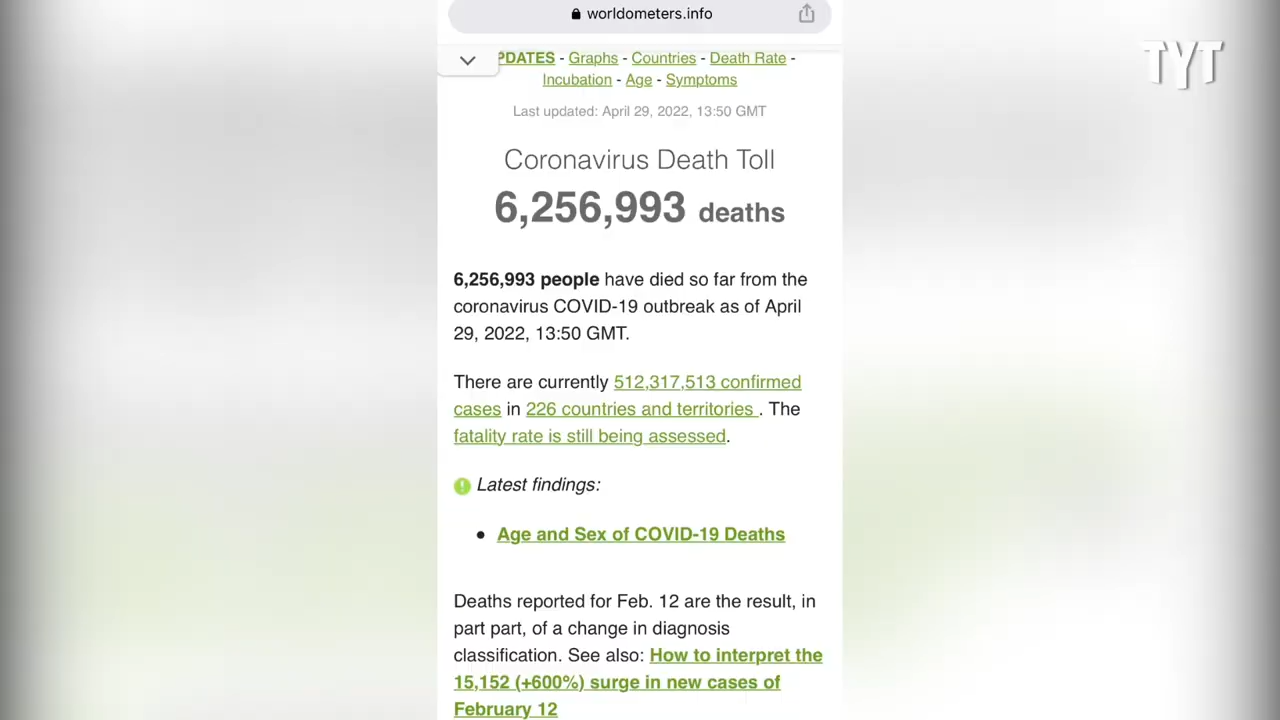 worldometers.info
TYT
PDATES - Graphs - Countries - Death Rate -
Incubation - Age - Symptoms
Last updated: April 29, 2022, 13:50 GMT
Coronavirus Death Toll
6,256,993 deaths
6,256,993 people have died so far from the
coronavirus COVID-19 outbreak as of April
29, 2022, 13:50 GMT.
There are currently 512,317,513 confirmed
cases in 226 countries and territories . The
fatality rate is still being assessed.
Latest findings:
Age and Sex of COVID-19 Deaths
Deaths reported for Feb. 12 are the result, in
part part, of a change in diagnosis
classification. See also: How to interpret the
15,152 (+600%) surge in new cases of
February 12